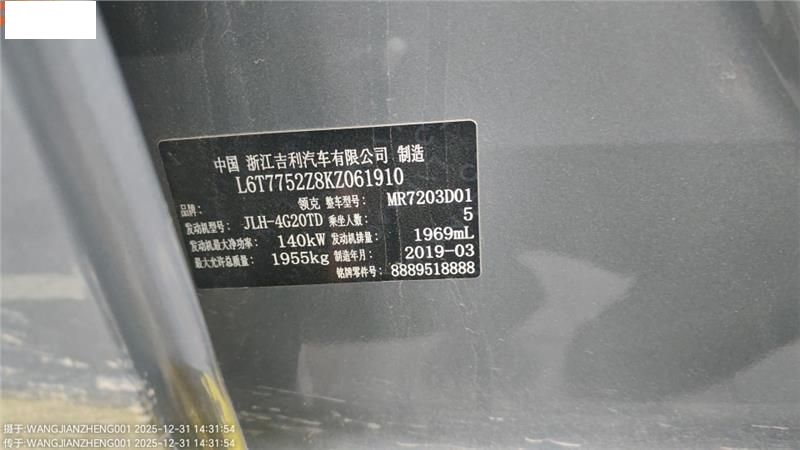 中国 浙江吉利汽车有限公司 制造
L6T7752Z8KZ061910
品牌: 领克 整车型号: MR7203D01
发动机型号: JLH-4G20TD 乘坐人数: 5
发动机最大净功率: 140kW 发动机排量: 1969mL
最大允许总质量: 1955kg 制造年月: 2019-03
铭牌零件号: 8889518888
摄于:WANGJIANZHENG001 2025-12-31 14:31:54
传于:WANGJIANZHENG001 2025-12-31 14:31:54